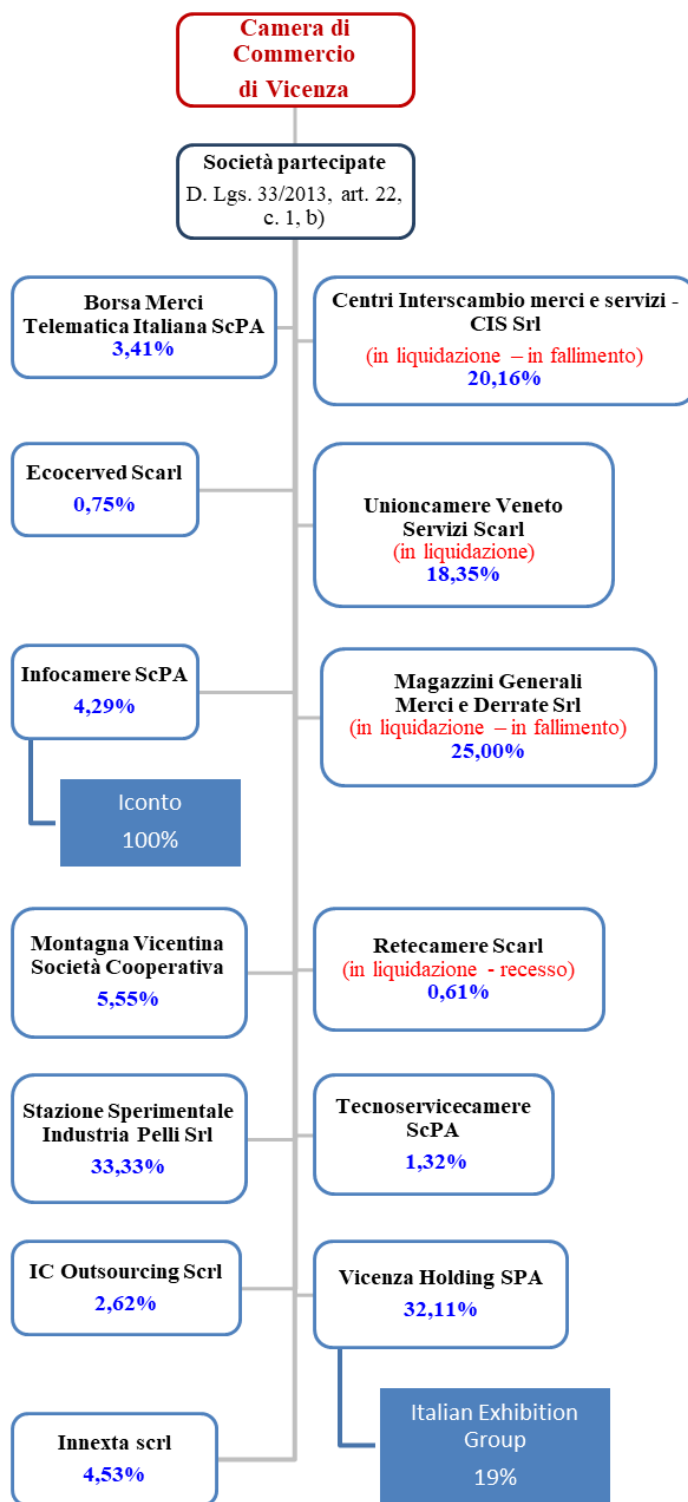 Camera di
Commercio
di Vicenza
Società partecipate
D. Lgs. 33/2013, art. 22,
c. 1, b)
Borsa Merci
Telematica Italiana ScPA
3,41%
Centri Interscambio merci e servizi -
CIS Srl
(in liquidazione – in fallimento)
20,16%
Ecocerved Scarl
0,75%
Unioncamere Veneto
Servizi Scarl
(in liquidazione)
18,35%
Infocamere ScPA
4,29%
Magazzini Generali
Merci e Derrate Srl
(in liquidazione – in fallimento)
25,00%
Iconto
100%
Montagna Vicentina
Società Cooperativa
5,55%
Retecamere Scarl
(in liquidazione - recesso)
0,61%
Stazione Sperimentale
Industria Pelli Srl
33,33%
Tecnoservicecamere
ScPA
1,32%
IC Outsourcing Scrl
2,62%
Vicenza Holding SPA
32,11%
Italian Exhibition
Group
19%
Innexta scrl
4,53%